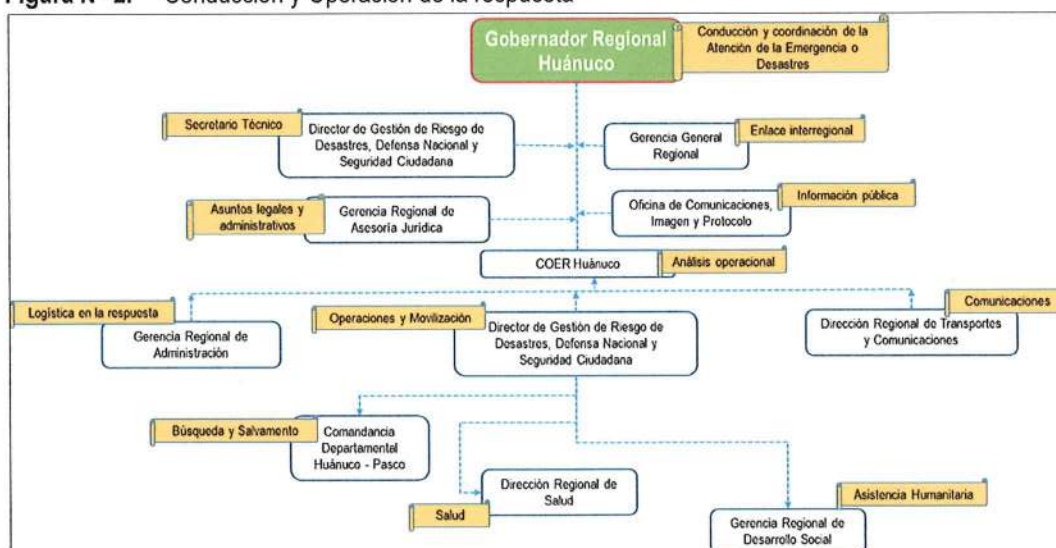 Figura N° 2. Conducción y Operación de la respuesta
Gobernador Regional
Huánuco
Conducción y coordinación de la
Atención de la Emergencia o
Desastres
Secretario Técnico
Director de Gestión de Riesgo de
Desastres, Defensa Nacional y
Seguridad Ciudadana
Gerencia General
Regional
Enlace interregional
Asuntos legales y
administrativos
Gerencia Regional de
Asesoría Jurídica
Oficina de Comunicaciones,
Imagen y Protocolo
Información pública
COER Huánuco
Análisis operacional
Logística en la respuesta
Gerencia Regional de
Administración
Operaciones y Movilización
Director de Gestión de Riesgo de
Desastres, Defensa Nacional y
Seguridad Ciudadana
Comunicaciones
Dirección Regional de Transportes
y Comunicaciones
Búsqueda y Salvamento
Comandancia
Departamental
Huánuco - Pasco
Salud
Dirección Regional de
Salud
Asistencia Humanitaria
Gerencia Regional de
Desarrollo Social